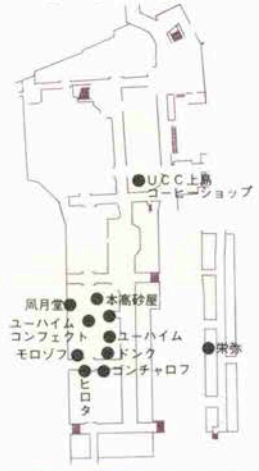 UCC上島
コーヒーショップ
凮月堂
本高砂屋
ユーハイム
コンフェクト
ユーハイム
モロゾフ
ドンク
ゴンチャロフ
ヒロタ
栄弥